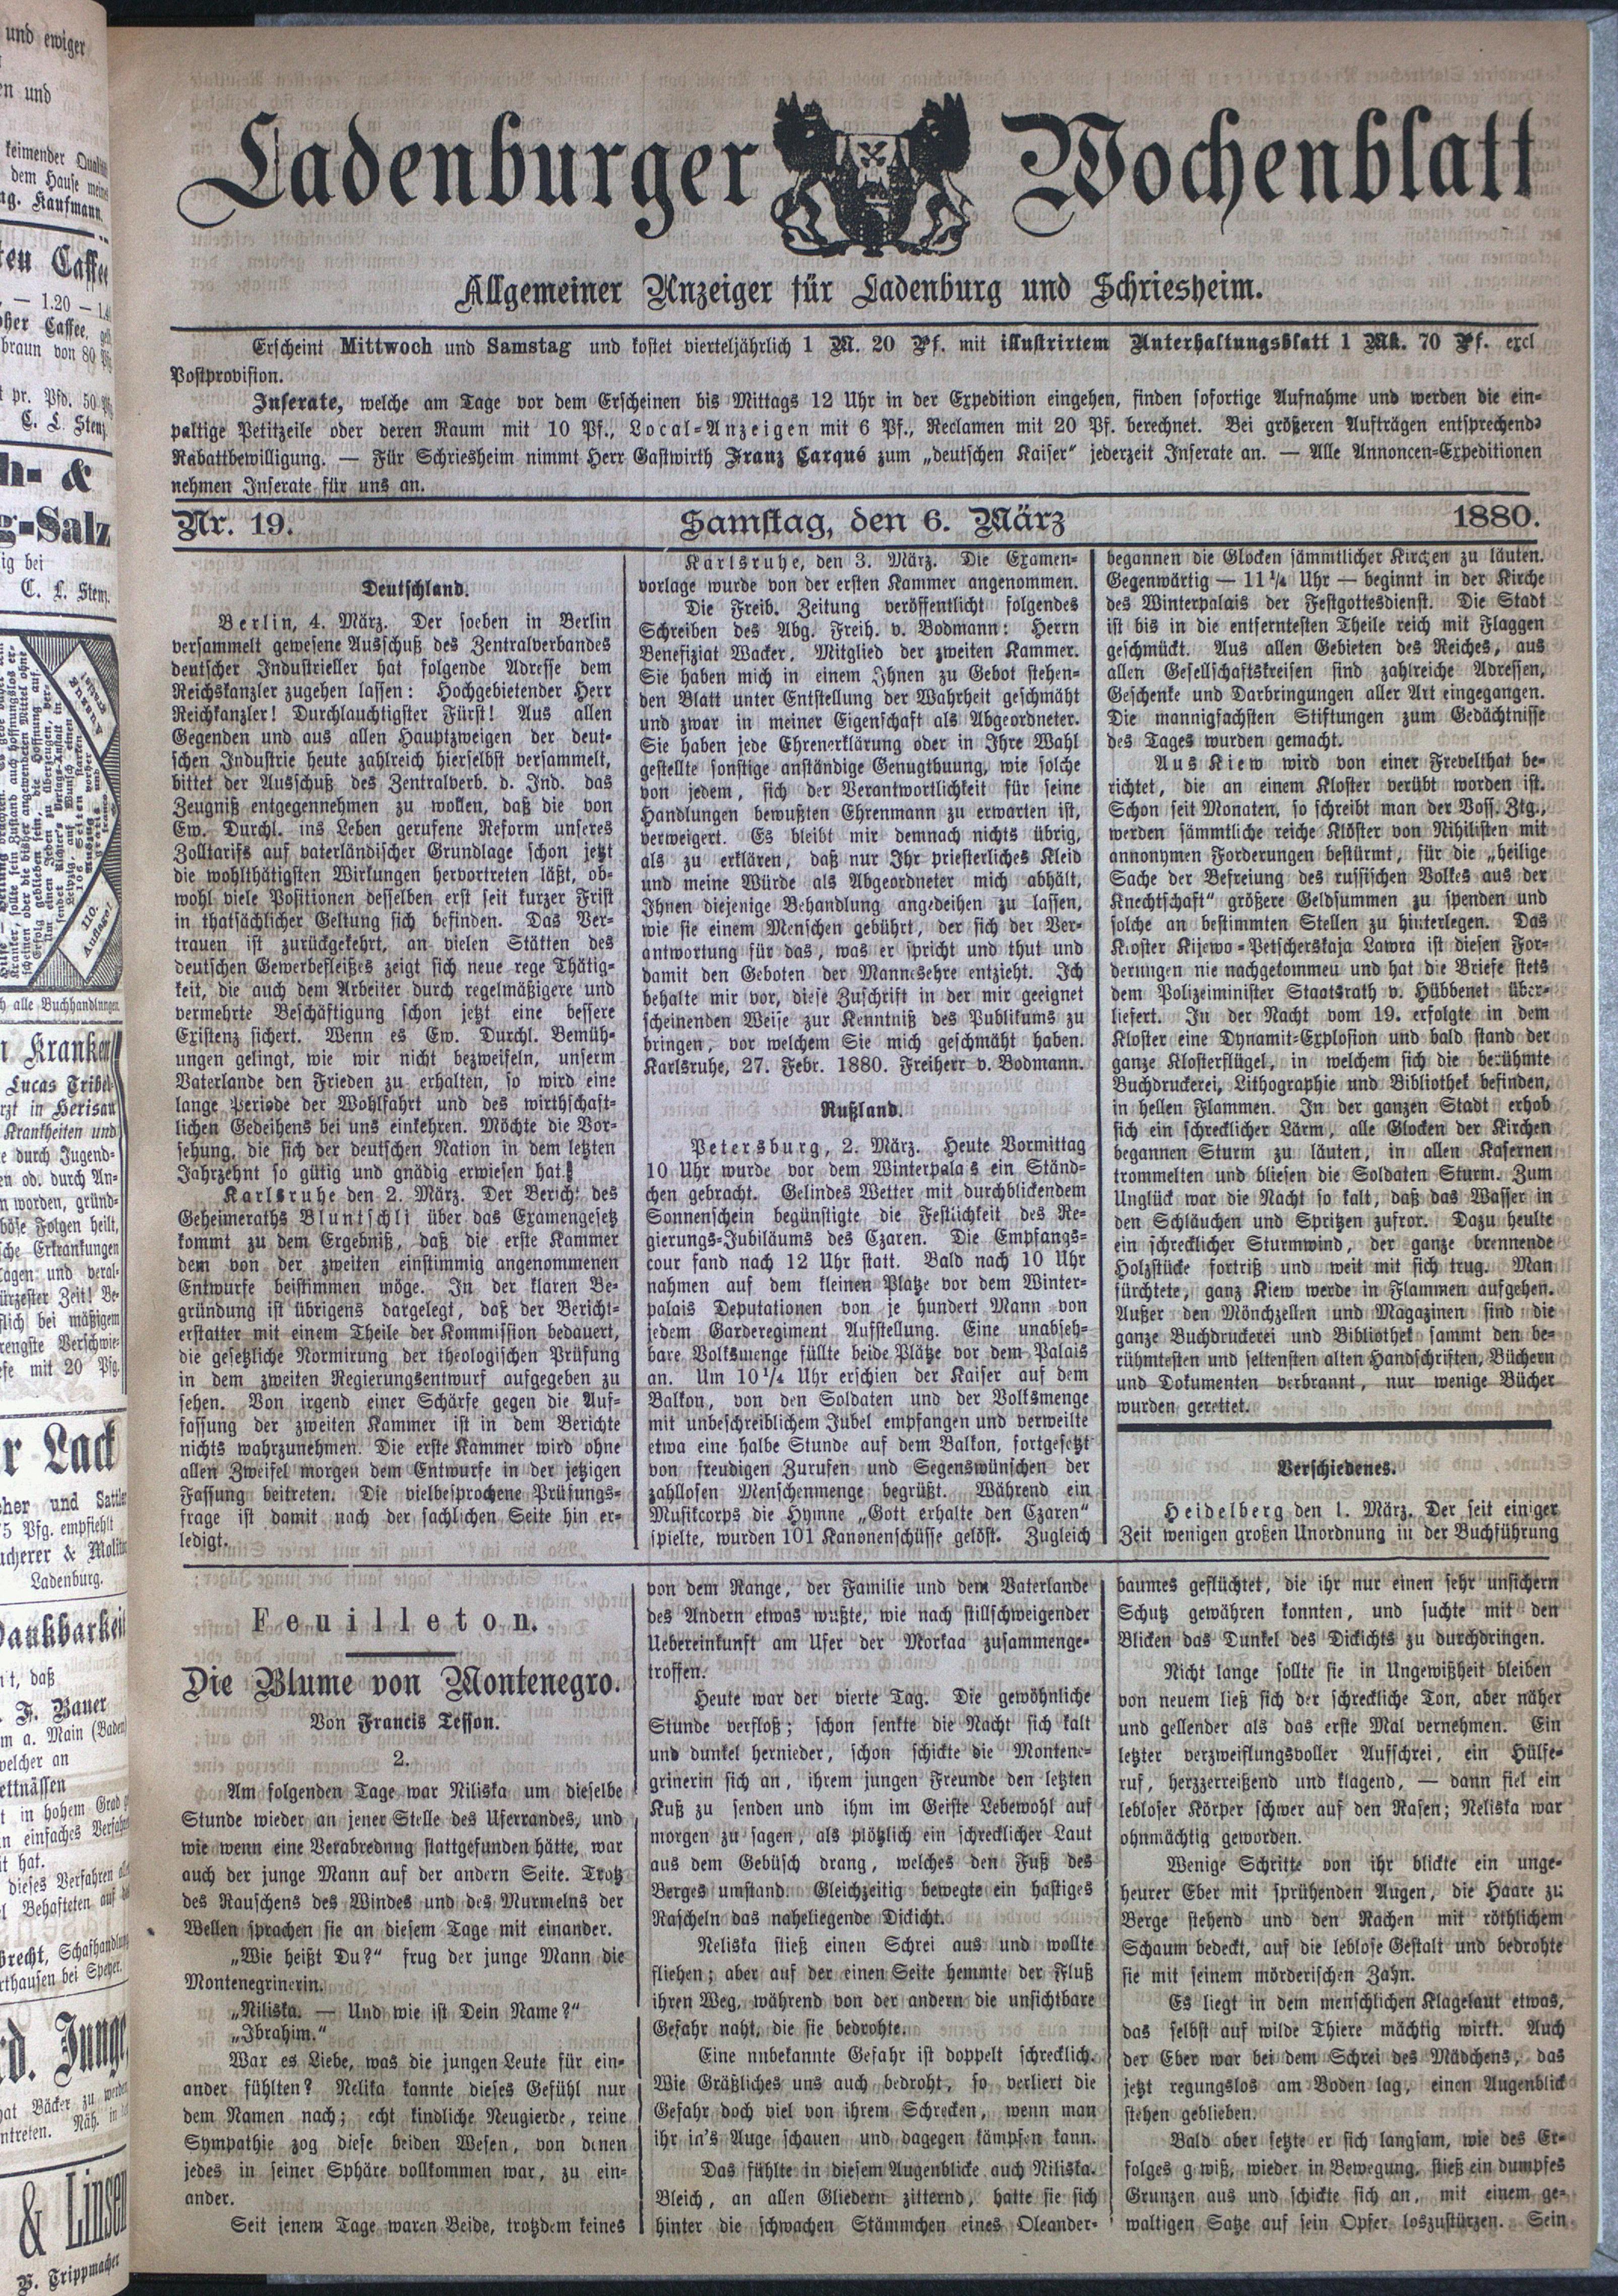 Ladenburger Wochenblatt
Allgemeiner Anzeiger für Ladenburg und Schriesheim.
Erscheint Mittwoch und Samstag und kostet vierteljährlich 1 M. 20 Pf. mit illustrirtem Unterhaltungsblatt 1 Mk. 70 Pf. excl
Postprovision.
Inserate, welche am Tage vor dem Erscheinen bis Mittags 12 Uhr in der Expedition eingehen, finden sofortige Aufnahme und werden die ein-
paltige Petitzeile oder deren Raum mit 10 Pf., Local-Anzeigen mit 6 Pf., Reclamen mit 20 Pf. berechnet. Bei größeren Aufträgen entsprechende
Rabattbewilligung. — Für Schriesheim nimmt Herr Gastwirth Franz Carqué zum „deutschen Kaiser“ jederzeit Inserate an. — Alle Annoncen-Expeditionen
nehmen Inserate für uns an.
Nr. 19. Samstag, den 6. März 1880.
Deutschland.
Berlin, 4. März. Der soeben in Berlin
versammelt gewesene Ausschuß des Zentralverbandes
deutscher Industrieller hat folgende Adresse dem
Reichskanzler zugehen lassen: Hochgebietender Herr
Reichkanzler! Durchlauchtigster Fürst! Aus allen
Gegenden und aus allen Hauptzweigen der deut-
schen Industrie heute zahlreich hierselbst versammelt,
bittet der Ausschuß des Zentralverb. d. Ind. das
Zeugniß entgegennehmen zu wollen, daß die von
Ew. Durchl. ins Leben gerufene Reform unseres
Zolltarifs auf vaterländischer Grundlage schon jetzt
die wohlthätigsten Wirkungen hervortreten läßt, ob-
wohl viele Positionen desselben erst seit kurzer Frist
in thatsächlicher Geltung sich befinden. Das Ver-
trauen ist zurückgekehrt, an vielen Stätten des
deutschen Gewerbefleißes zeigt sich neue rege Thätig-
keit, die auch dem Arbeiter durch regelmäßigere und
vermehrte Beschäftigung schon jetzt eine bessere
Existenz sichert. Wenn es Ew. Durchl. Bemüh-
ungen gelingt, wie wir nicht bezweifeln, unserm
Vaterlande den Frieden zu erhalten, so wird eine
lange Periode der Wohlfahrt und des wirthschaft-
lichen Gedeihens bei uns einkehren. Möchte die Vor-
sehung, die sich der deutschen Nation in dem letzten
Jahrzehnt so gütig und gnädig erwiesen hat.
Karlsruhe den 2. März. Der Bericht des
Geheimeraths Bluntschli über das Examengesetz
kommt zu dem Ergebniß, daß die erste Kammer
dem von der zweiten einstimmig angenommenen
Entwurfe beistimmen möge. In der klaren Be-
gründung ist übrigens dargelegt, daß der Bericht-
erstatter mit einem Theile der Kommission bedauert,
die gesetzliche Normirung der theologischen Prüfung
in dem zweiten Regierungsentwurf aufgegeben zu
sehen. Von irgend einer Schärfe gegen die Auf-
fassung der zweiten Kammer ist in dem Berichte
nichts wahrzunehmen. Die erste Kammer wird ohne
allen Zweifel morgen dem Entwurfe in der jetzigen
Fassung beitreten. Die vielbesprochene Prüfungs-
frage ist damit nach der sachlichen Seite hin er-
ledigt.
Karlsruhe, den 3. März. Die Examen-
vorlage wurde von der ersten Kammer angenommen.
Die Freib. Zeitung veröffentlicht folgendes
Schreiben des Abg. Freih. v. Bodmann: Herrn
Benefiziat Wacker, Mitglied der zweiten Kammer.
Sie haben mich in einem Ihnen zu Gebot stehen-
den Blatt unter Entstellung der Wahrheit geschmäht
und zwar in meiner Eigenschaft als Abgeordneter.
Sie haben jede Ehrenerklärung oder in Ihre Wahl
gestellte sonstige anständige Genugthuung, wie solche
von jedem, sich der Verantwortlichkeit für seine
Handlungen bewußten Ehrenmann zu erwarten ist,
verweigert. Es bleibt mir demnach nichts übrig,
als zu erklären, daß nur Ihr priesterliches Kleid
und meine Würde als Abgeordneter mich abhält,
Ihnen diejenige Behandlung angedeihen zu lassen,
wie sie einem Menschen gebührt, der sich der Ver-
antwortung für das, was er spricht und thut und
damit den Geboten der Mannesehre entzieht. Ich
behalte mir vor, diese Zuschrift in der mir geeignet
scheinenden Weise zur Kenntniß des Publikums zu
bringen, vor welchem Sie mich geschmäht haben.
Karlsruhe, 27. Febr. 1880. Freiherr v. Bodmann.
Rußland.
Petersburg, 2. März. Heute Vormittag
10 Uhr wurde vor dem Winterpalais ein Ständ-
chen gebracht. Gelindes Wetter mit durchblickendem
Sonnenschein begünstigte die Festlichkeit des Re-
gierungs-Jubiläums des Czaren. Die Empfangs-
cour fand nach 12 Uhr statt. Bald nach 10 Uhr
nahmen auf dem kleinen Platze vor dem Winter-
palais Deputationen von je hundert Mann von
jedem Garderegiment Aufstellung. Eine unabseh-
bare Volksmenge füllte beide Plätze vor dem Palais
an. Um 10¼ Uhr erschien der Kaiser auf dem
Balkon, von den Soldaten und der Volksmenge
mit unbeschreiblichem Jubel empfangen und verweilte
etwa eine halbe Stunde auf dem Balkon, fortgesetzt
von freudigen Zurufen und Segenswünschen der
zahllosen Menschenmenge begrüßt. Während ein
Musikcorps die Hymne „Gott erhalte den Czaren“
spielte, wurden 101 Kanonenschüsse gelöst. Zugleich
begannen die Glocken sämmtlicher Kirchen zu läuten.
Gegenwärtig — 11¼ Uhr — beginnt in der Kirche
des Winterpalais der Festgottesdienst. Die Stadt
ist bis in die entferntesten Theile reich mit Flaggen
geschmückt. Aus allen Gebieten des Reiches, aus
allen Gesellschaftskreisen sind zahlreiche Adressen,
Geschenke und Darbringungen aller Art eingegangen.
Die mannigfachsten Stiftungen zum Gedächtnisse
des Tages wurden gemacht.
Aus Kiew wird von einer Frevelthat be-
richtet, die an einem Kloster verübt worden ist.
Schon seit Monaten, so schreibt man der Voss. Ztg.,
werden sämmtliche reiche Klöster von Nihilisten mit
annonymen Forderungen bestürmt, für die „heilige
Sache der Befreiung des russischen Volkes aus der
Knechtschaft“ größere Geldsummen zu spenden und
solche an bestimmten Stellen zu hinterlegen. Das
Kloster Kijewo-Petscherskaja Lawra ist diesen For-
derungen nie nachgekommen und hat die Briefe stets
dem Polizeiminister Staatsrath v. Hübbenet über-
liefert. In der Nacht vom 19. erfolgte in dem
Kloster eine Dynamit-Explosion und bald stand der
ganze Klosterflügel, in welchem sich die berühmte
Buchdruckerei, Lithographie und Bibliothek befinden,
in hellen Flammen. In der ganzen Stadt erhob
sich ein schrecklicher Lärm, alle Glocken der Kirchen
begannen Sturm zu läuten, in allen Kasernen
trommelten und bliesen die Soldaten Sturm. Zum
Unglück war die Nacht so kalt, daß das Wasser in
den Schläuchen und Spritzen zufror. Dazu heulte
ein schrecklicher Sturmwind, der ganze brennende
Holzstücke fortriß und weit mit sich trug. Man
fürchtete, ganz Kiew werde in Flammen aufgehen.
Außer den Mönchzellen und Magazinen sind die
ganze Buchdruckerei und Bibliothek sammt den be-
rühmtesten und seltensten alten Handschriften, Büchern
und Dokumenten verbrannt, nur wenige Bücher
wurden gerettet.
Verschiedenes.
Heidelberg den 1. März. Der seit einiger
Zeit wenigen großen Unordnung in der Buchführung
Feuilleton.
Die Blume von Montenegro.
Von Francis Tesson.
2.
Am folgenden Tage war Niliska um dieselbe
Stunde wieder an jener Stelle des Uferrandes, und
wie wenn eine Verabrednng stattgefunden hätte, war
auch der junge Mann auf der andern Seite. Trotz
des Rauschens des Windes und des Murmelns der
Wellen sprachen sie an diesem Tage mit einander.
„Wie heißt Du?“ frug der junge Mann die
Montenegrinerin.
„Niliska. — Und wie ist Dein Name?“
„Ibrahim.“
War es Liebe, was die jungen Leute für ein-
ander fühlten? Nelika kannte dieses Gefühl nur
dem Namen nach; echt kindliche Neugierde, reine
Sympathie zog diese beiden Wesen, von denen
jedes in seiner Sphäre vollkommen war, zu ein-
ander.
Seit jenem Tage waren Beide, trotzdem keines
von dem Range, der Familie und dem Vaterlande
des Andern etwas wußte, wie nach stillschweigender
Uebereinkunft am Ufer der Morkaa zusammenge-
troffen.
Heute war der vierte Tag. Die gewöhnliche
Stunde verfloß; schon senkte die Nacht sich kalt
und dunkel hernieder, schon schickte die Montene-
grinerin sich an, ihrem jungen Freunde den letzten
Kuß zu senden und ihm im Geiste Lebewohl auf
morgen zu sagen, als plötzlich ein schrecklicher Laut
aus dem Gebüsch drang, welches den Fuß des
Berges umstand. Gleichzeitig bewegte ein hastiges
Rascheln das naheliegende Dickicht.
Neliska stieß einen Schrei aus und wollte
fliehen; aber auf der einen Seite hemmte der Fluß
ihren Weg, während von der andern die unsichtbare
Gefahr naht, die sie bedrohte.
Eine nnbekannte Gefahr ist doppelt schrecklich.
Wie Gräßliches uns auch bedroht, so verliert die
Gefahr doch viel von ihrem Schrecken, wenn man
ihr in's Auge schauen und dagegen kämpfen kann.
Das fühlte in diesem Augenblicke auch Niliska.
Bleich, an allen Gliedern zitternd, hatte sie sich
hinter die schwachen Stämmchen eines Oleander-
baumes geflüchtet, die ihr nur einen sehr unsichern
Schutz gewähren konnten, und suchte mit den
Blicken das Dunkel des Dickichts zu durchdringen.
Nicht lange sollte sie in Ungewißheit bleiben
von neuem ließ sich der schreckliche Ton, aber näher
und gellender als das erste Mal vernehmen. Ein
letzter verzweiflungsvoller Aufschrei, ein Hülfe-
ruf, herzzerreißend und klagend, — dann fiel ein
lebloser Körper schwer auf den Rasen; Neliska war
ohnmächtig geworden.
Wenige Schritte von ihr blickte ein unge-
heurer Eber mit sprühenden Augen, die Haare zu
Berge stehend und den Rachen mit röthlichem
Schaum bedeckt, auf die leblose Gestalt und bedrohte
sie mit seinem mörderischen Zahn.
Es liegt in dem menschlichen Klagelaut etwas,
das selbst auf wilde Thiere mächtig wirkt. Auch
der Eber war bei dem Schrei des Mädchens, das
jetzt regungslos am Boden lag, einen Augenblick
stehen geblieben.
Bald aber setzte er sich langsam, wie des Er-
folges gwiß, wieder in Bewegung, stieß ein dumpfes
Grunzen aus und schickte sich an, mit einem ge-
waltigen Satze auf sein Opfer loszustürzen. Sein